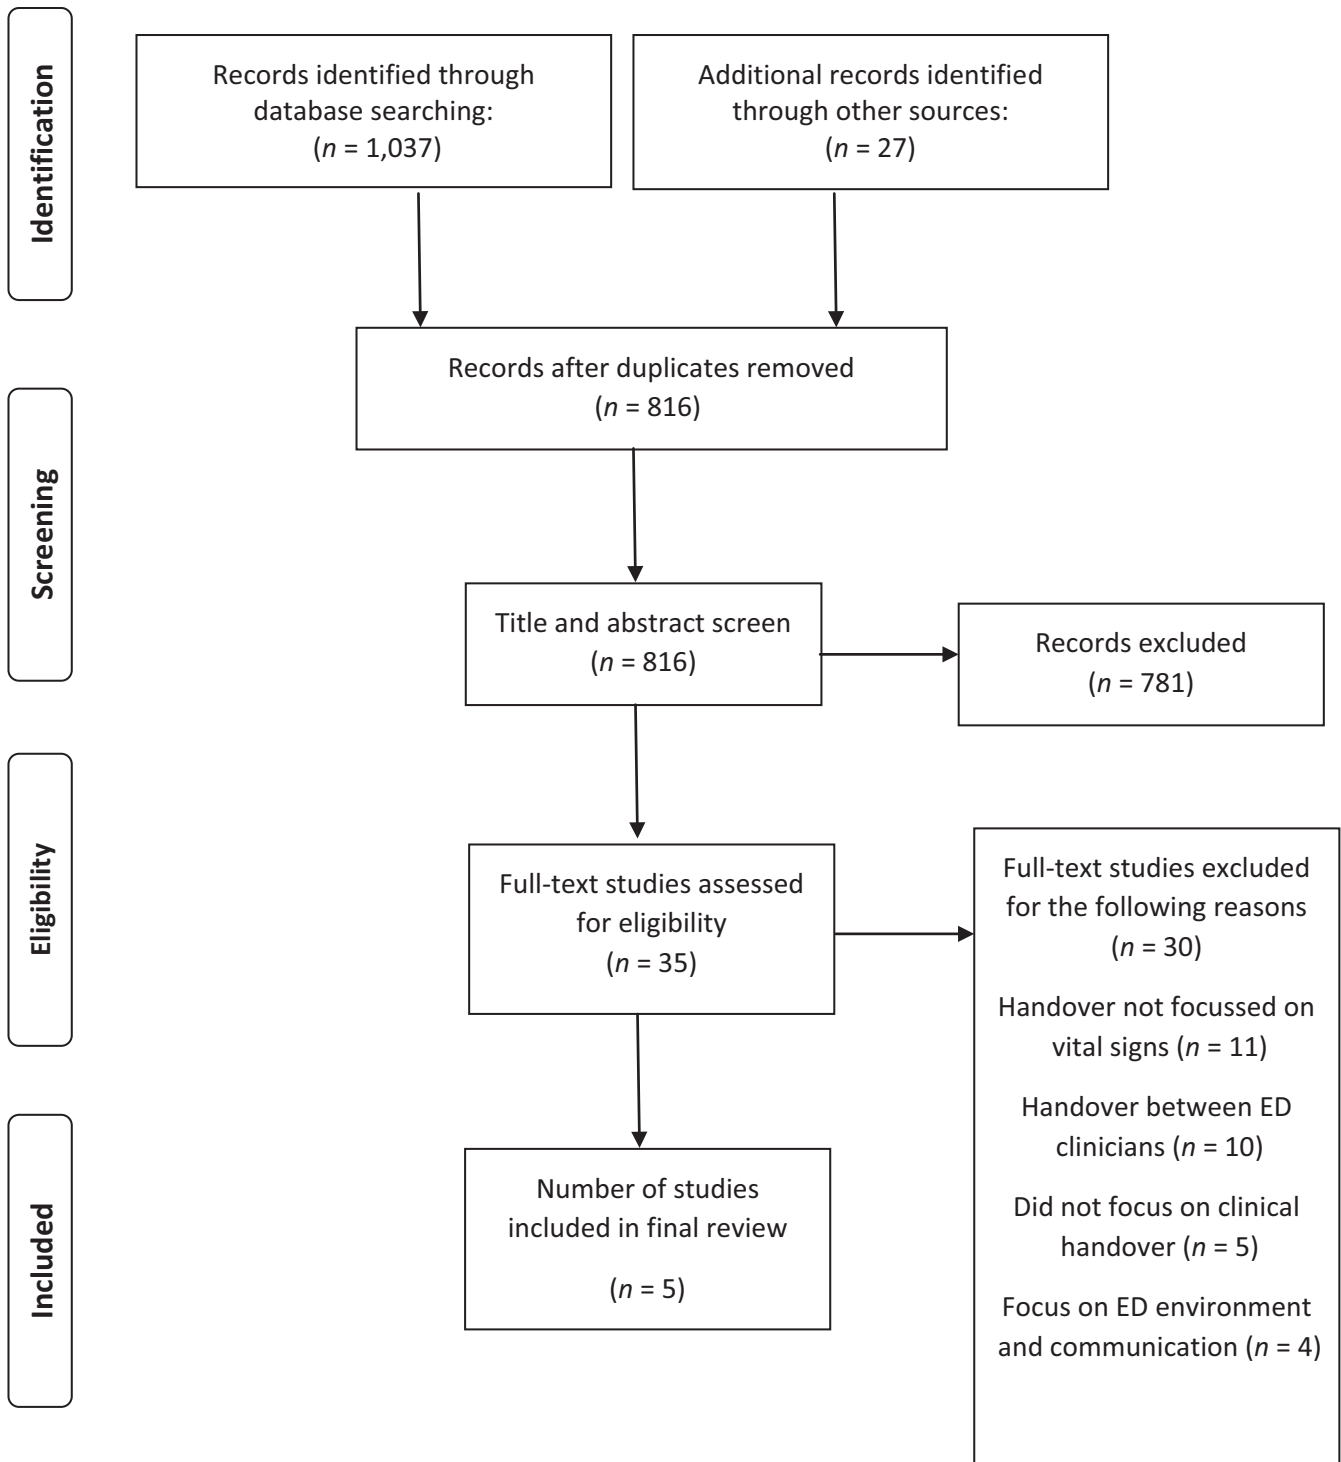 Identification
Records identified through
database searching:
(n = 1,037)
Additional records identified
through other sources:
(n = 27)
Records after duplicates removed
(n = 816)
Screening
Title and abstract screen
(n = 816)
Records excluded
(n = 781)
Eligibility
Full-text studies assessed
for eligibility
(n = 35)
Full-text studies excluded
for the following reasons
(n = 30)
Handover not focussed on
vital signs (n = 11)
Handover between ED
clinicians (n = 10)
Did not focus on clinical
handover (n = 5)
Focus on ED environment
and communication (n = 4)
Included
Number of studies
included in final review
(n = 5)